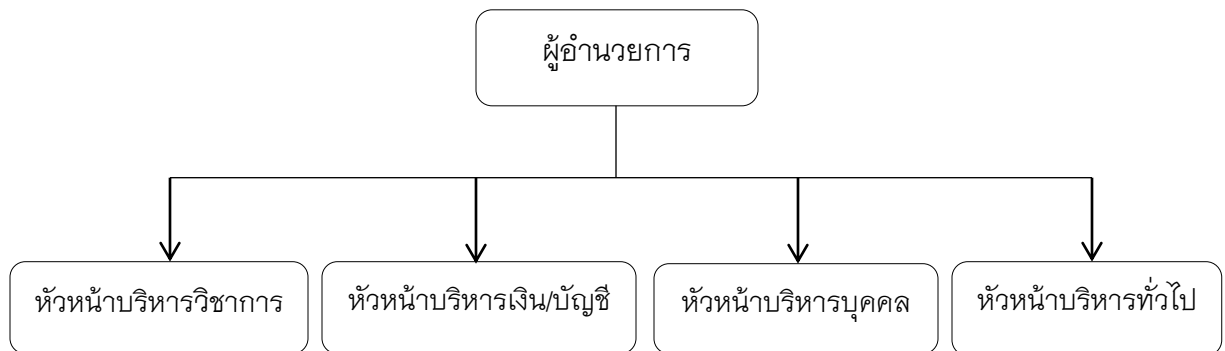 ผู้อำนวยการ
หัวหน้าบริหารวิชาการ
หัวหน้าบริหารเงิน/บัญชี
หัวหน้าบริหารบุคคล
หัวหน้าบริหารทั่วไป